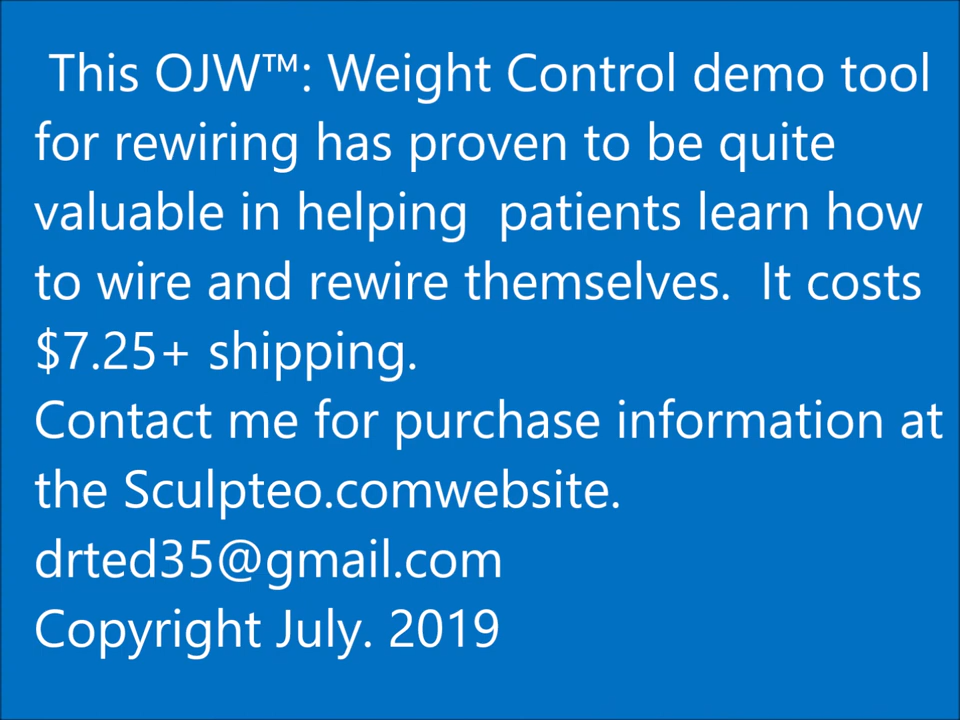 This OJW™: Weight Control demo tool
for rewiring has proven to be quite
valuable in helping  patients learn how
to wire and rewire themselves.  It costs
$7.25+ shipping.
Contact me for purchase information at
the Sculpteo.comwebsite.
drted35@gmail.com
Copyright July. 2019